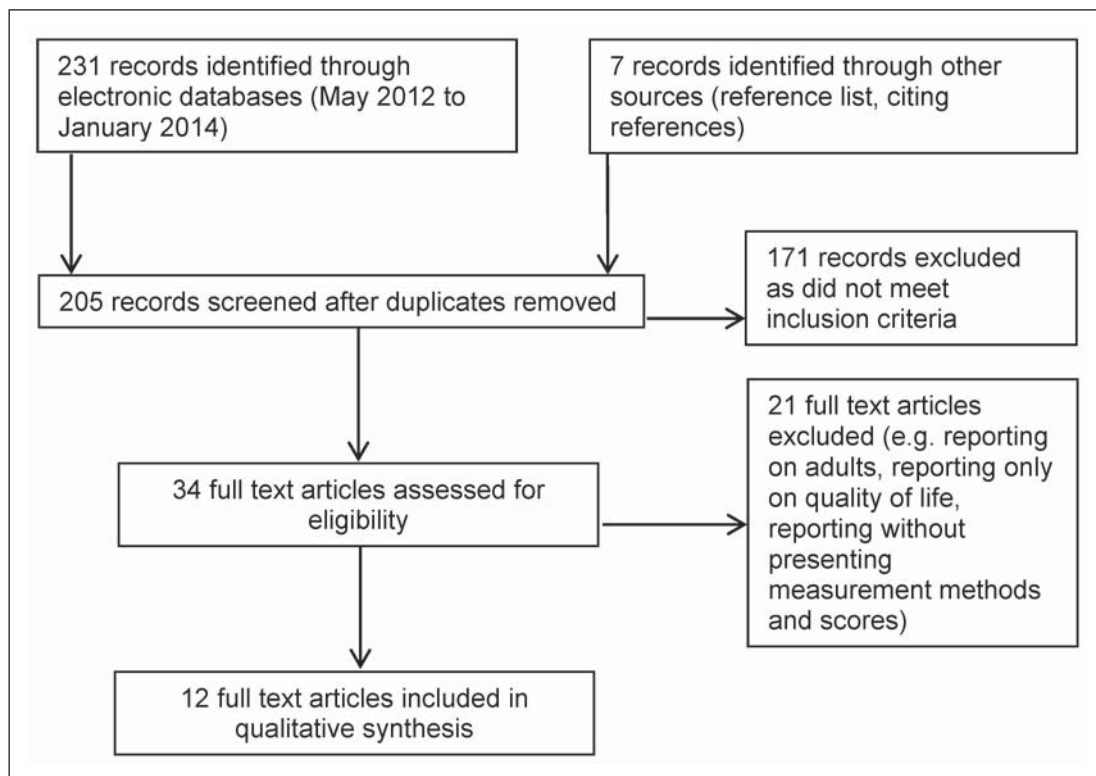 231 records identified through
electronic databases (May 2012 to
January 2014)
7 records identified through other
sources (reference list, citing
references)
205 records screened after duplicates removed
171 records excluded
as did not meet
inclusion criteria
34 full text articles assessed for
eligibility
21 full text articles
excluded (e.g. reporting
on adults, reporting only
on quality of life,
reporting without
presenting
measurement methods
and scores)
12 full text articles included in
qualitative synthesis